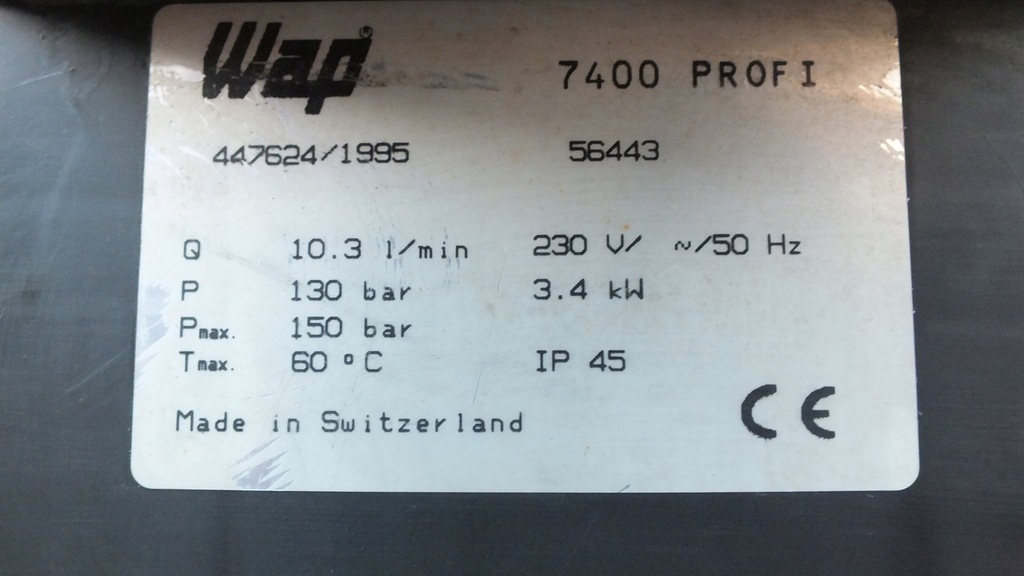 Wap® 7400 PROFI
447624/1995 56443
Q 10.3 l/min 230 V/ ~/50 Hz
P 130 bar 3.4 kW
Pmax. 150 bar
Tmax. 60 °C IP 45
Made in Switzerland CE